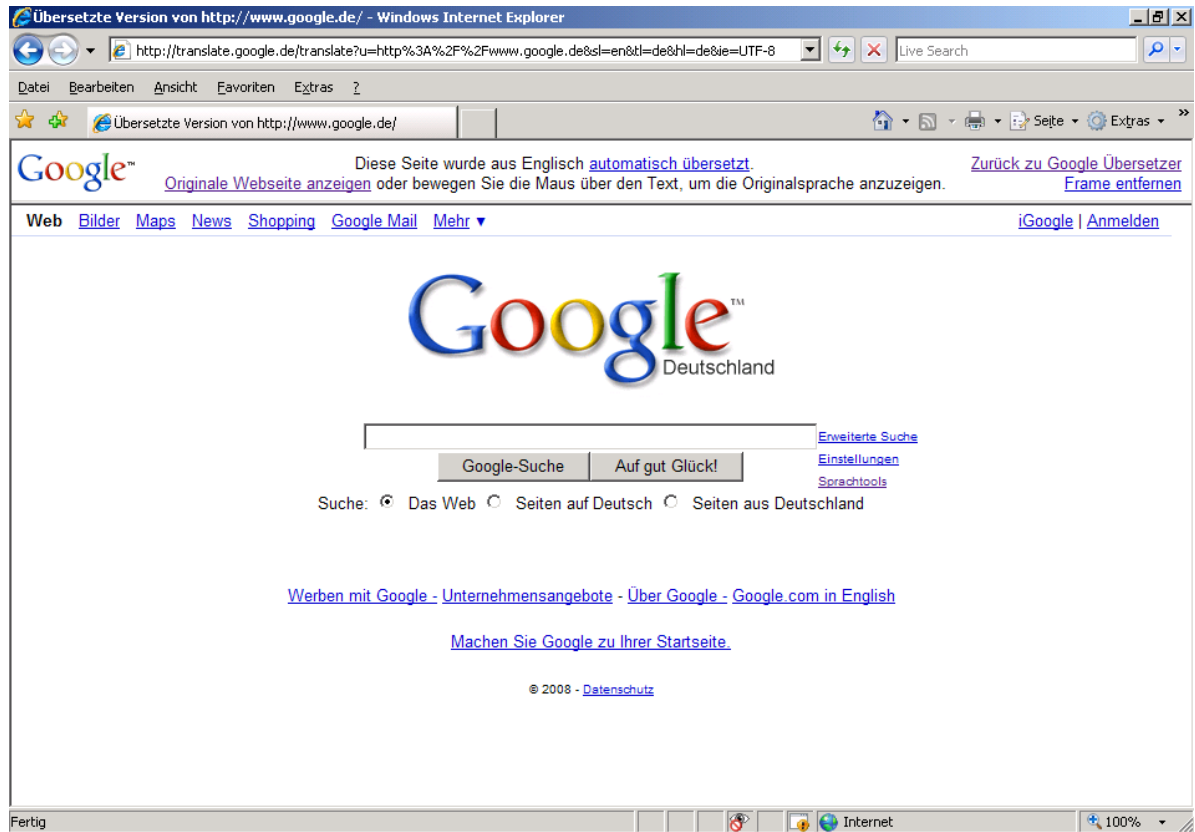 Übersetzte Version von http://www.google.de/ - Windows Internet Explorer
http://translate.google.de/translate?u=http%3A%2F%2Fwww.google.de&sl=en&tl=de&hl=de&ie=UTF-8 Live Search
Datei Bearbeiten Ansicht Favoriten Extras ?
Übersetzte Version von http://www.google.de/ Seite Extras »
Google™ Diese Seite wurde aus Englisch automatisch übersetzt. Zurück zu Google Übersetzer
Originale Webseite anzeigen oder bewegen Sie die Maus über den Text, um die Originalsprache anzuzeigen. Frame entfernen
Web Bilder Maps News Shopping Google Mail Mehr ▼ iGoogle | Anmelden
Google™
Deutschland
Erweiterte Suche
Google-Suche Auf gut Glück! Einstellungen
Sprachtools
Suche: Das Web Seiten auf Deutsch Seiten aus Deutschland
Werben mit Google - Unternehmensangebote - Über Google - Google.com in English
Machen Sie Google zu Ihrer Startseite.
© 2008 - Datenschutz
Fertig Internet 100%